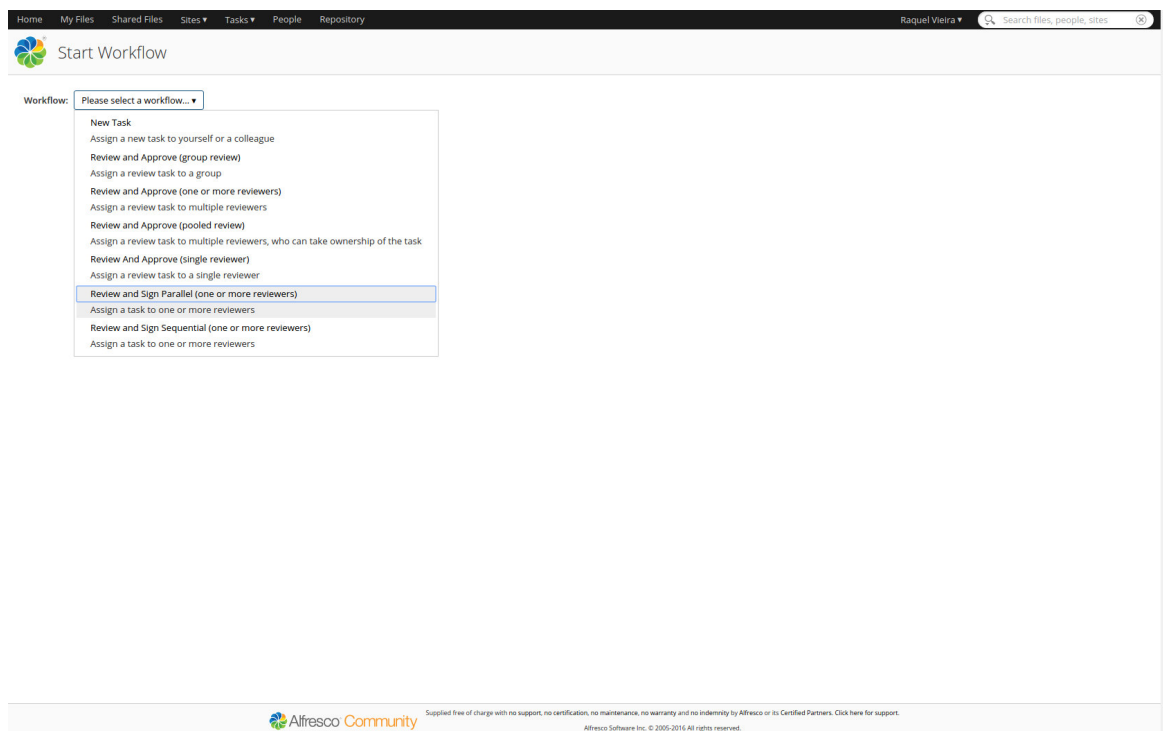 Home My Files Shared Files Sites ▾ Tasks ▾ People Repository Raquel Vieira ▾ Search files, people, sites
Start Workflow
Workflow: Please select a workflow... ▾
New Task
Assign a new task to yourself or a colleague
Review and Approve (group review)
Assign a review task to a group
Review and Approve (one or more reviewers)
Assign a review task to multiple reviewers
Review and Approve (pooled review)
Assign a review task to multiple reviewers, who can take ownership of the task
Review And Approve (single reviewer)
Assign a review task to a single reviewer
Review and Sign Parallel (one or more reviewers)
Assign a task to one or more reviewers
Review and Sign Sequential (one or more reviewers)
Assign a task to one or more reviewers
Alfresco Community
Supplied free of charge with no support, no certification, no maintenance, no warranty and no indemnity by Alfresco or its Certified Partners. Click here for support.
Alfresco Software Inc. © 2005-2016 All rights reserved.